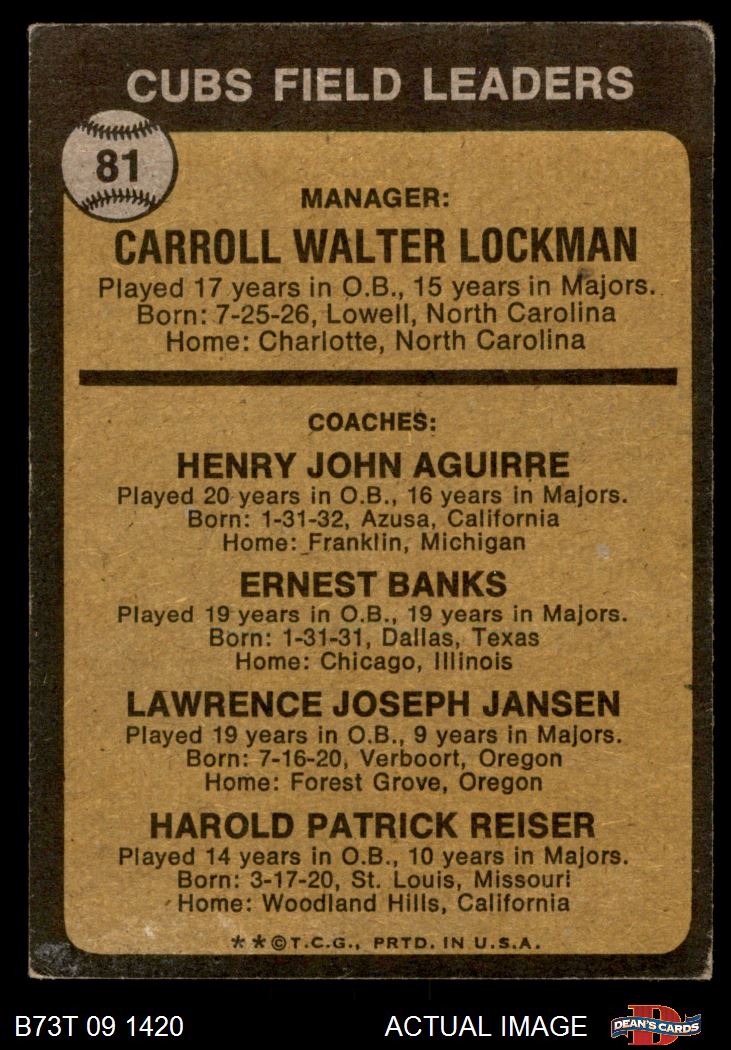 CUBS FIELD LEADERS
81
MANAGER:
CARROLL WALTER LOCKMAN
Played 17 years in O.B., 15 years in Majors.
Born: 7-25-26, Lowell, North Carolina
Home: Charlotte, North Carolina
COACHES:
HENRY JOHN AGUIRRE
Played 20 years in O.B., 16 years in Majors.
Born: 1-31-32, Azusa, California
Home: Franklin, Michigan
ERNEST BANKS
Played 19 years in O.B., 19 years in Majors.
Born: 1-31-31, Dallas, Texas
Home: Chicago, Illinois
LAWRENCE JOSEPH JANSEN
Played 19 years in O.B., 9 years in Majors.
Born: 7-16-20, Verboort, Oregon
Home: Forest Grove, Oregon
HAROLD PATRICK REISER
Played 14 years in O.B., 10 years in Majors.
Born: 3-17-20, St. Louis, Missouri
Home: Woodland Hills, California
* * © T.C.G., PRTD. IN U.S.A.
B73T 09 1420
ACTUAL IMAGE
D
DEAN'S CARDS